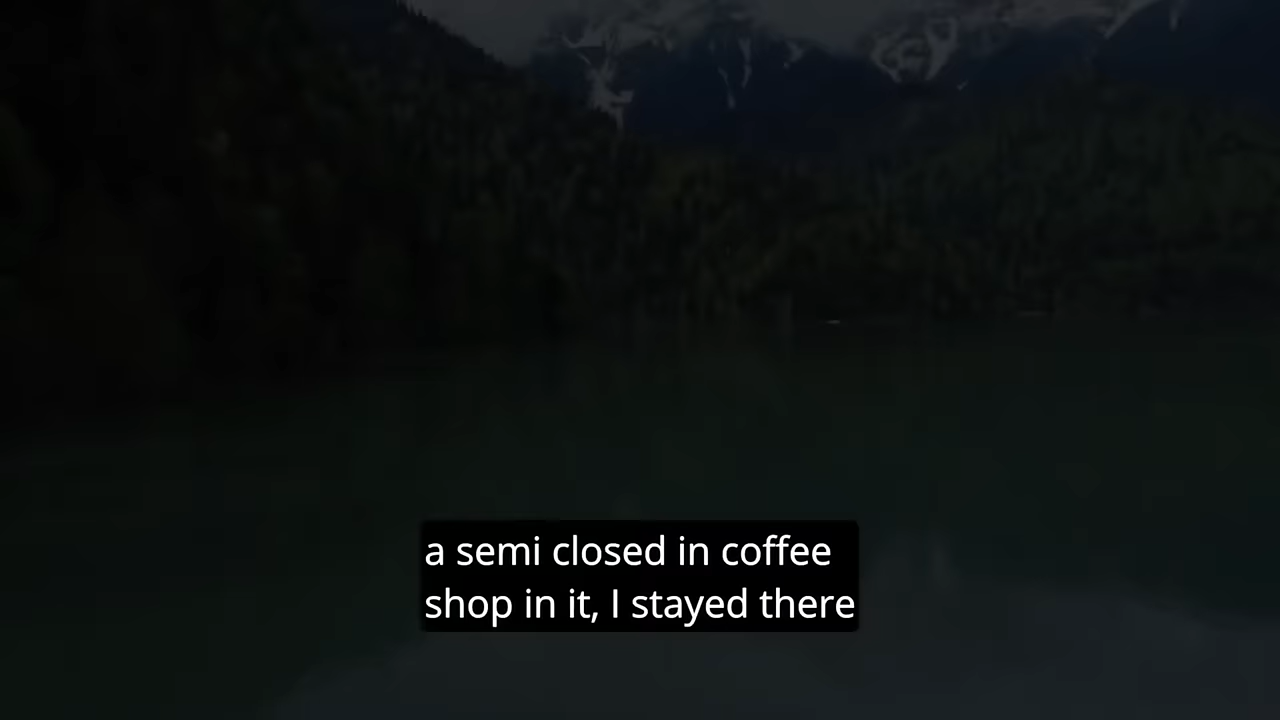 a semi closed in coffee
shop in it, I stayed there